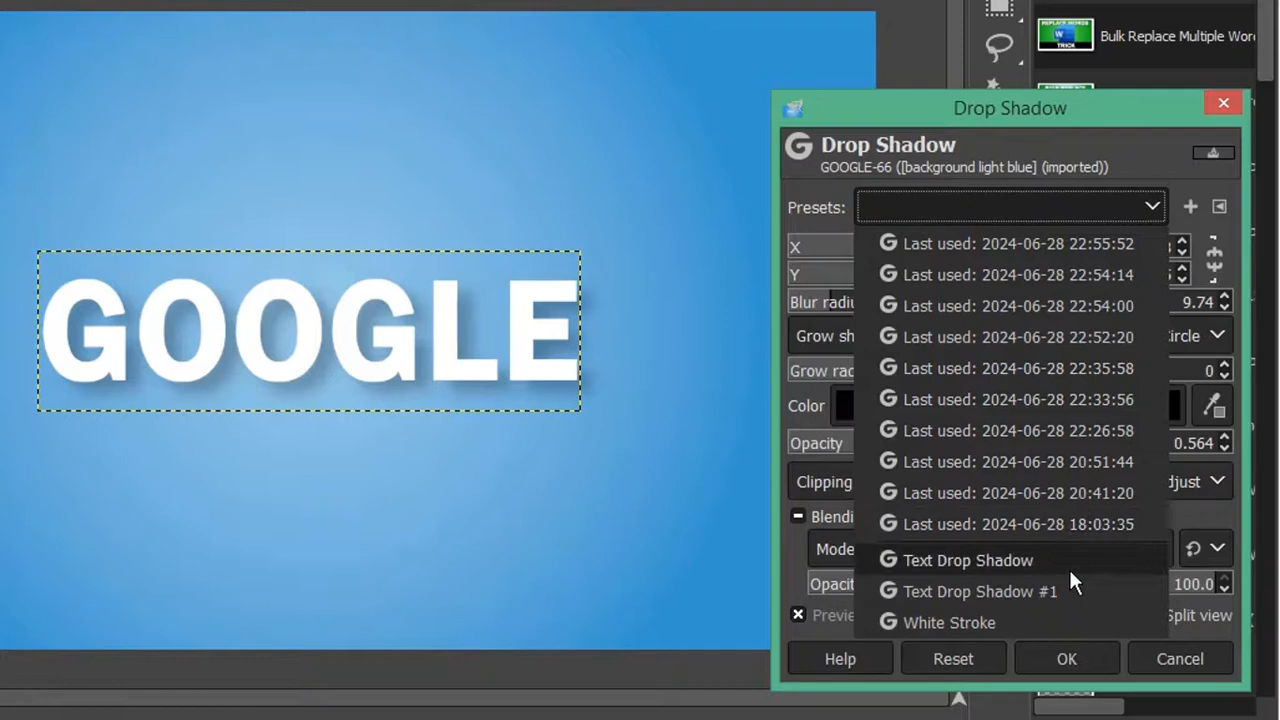 Bulk Replace Multiple Wor
REPLACE WORDS
TRICK
Drop Shadow
Drop Shadow
GOOGLE-66 ([background light blue] (imported))
Presets:
X
Y
Blur radiu 9.74
Grow sh ircle
Grow rad 0
Color
Opacity 0.564
Clipping djust
Blendi
Mode
Opacit 100.0
Previe Split view
Last used: 2024-06-28 22:55:52
Last used: 2024-06-28 22:54:14
Last used: 2024-06-28 22:54:00
Last used: 2024-06-28 22:52:20
Last used: 2024-06-28 22:35:58
Last used: 2024-06-28 22:33:56
Last used: 2024-06-28 22:26:58
Last used: 2024-06-28 20:51:44
Last used: 2024-06-28 20:41:20
Last used: 2024-06-28 18:03:35
Text Drop Shadow
Text Drop Shadow #1
White Stroke
Help Reset OK Cancel
GOOGLE